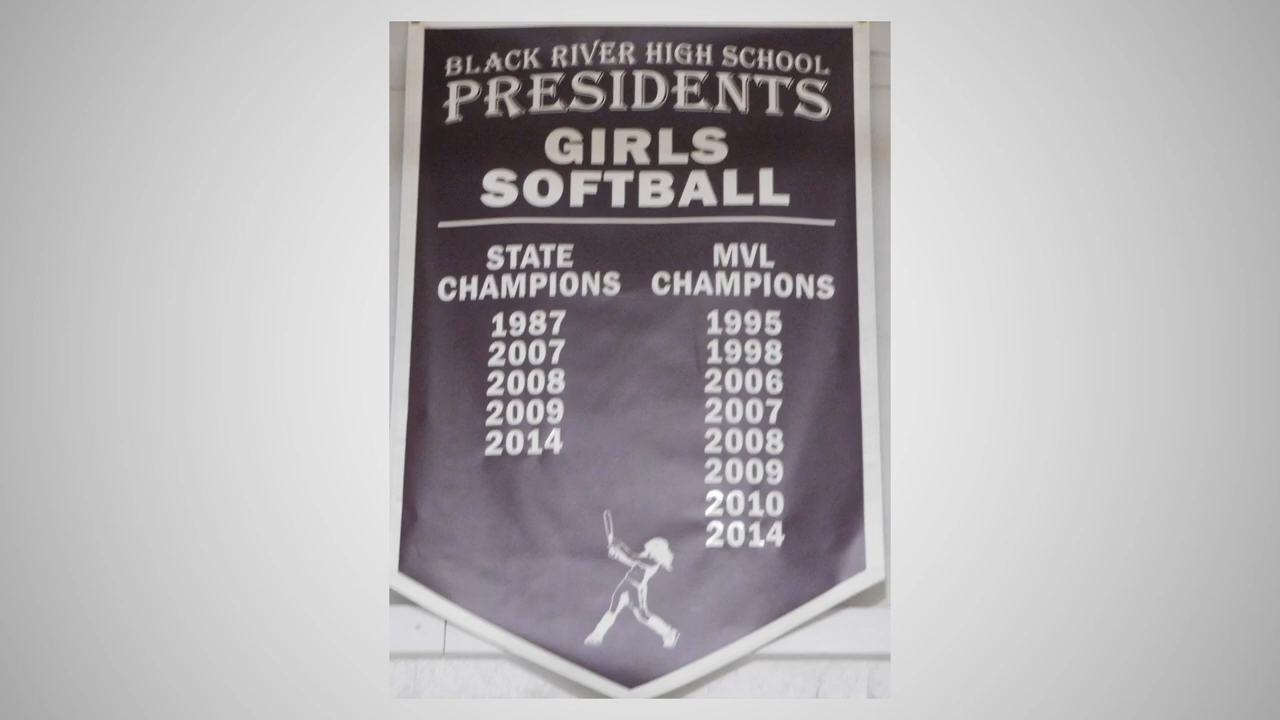 BLACK RIVER HIGH SCHOOL
PRESIDENTS
GIRLS
SOFTBALL
STATE
CHAMPIONS
1987
2007
2008
2009
2014
MVL
CHAMPIONS
1995
1998
2006
2007
2008
2009
2010
2014